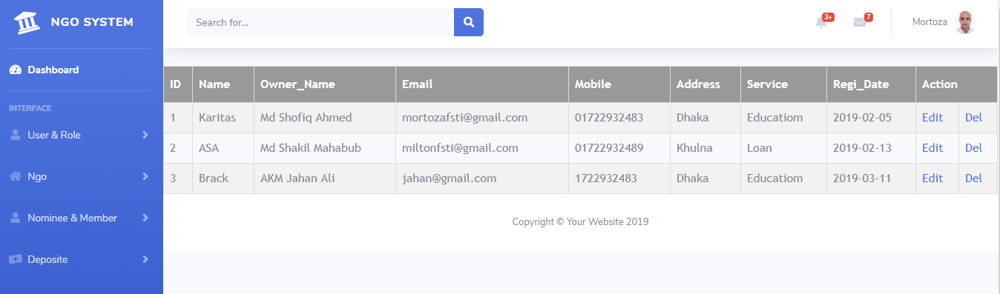 NGO SYSTEM
Search for...
3+
7
Mortoza
Dashboard
INTERFACE
User & Role
Ngo
Nominee & Member
Deposite
ID Name Owner_Name Email Mobile Address Service Regi_Date Action
1 Karitas Md Shofiq Ahmed mortozafsti@gmail.com 01722932483 Dhaka Educatiom 2019-02-05 Edit Del
2 ASA Md Shakil Mahabub miltonfsti@gmail.com 01722932489 Khulna Loan 2019-02-13 Edit Del
3 Brack AKM Jahan Ali jahan@gmail.com 1722932483 Dhaka Educatiom 2019-03-11 Edit Del
Copyright © Your Website 2019